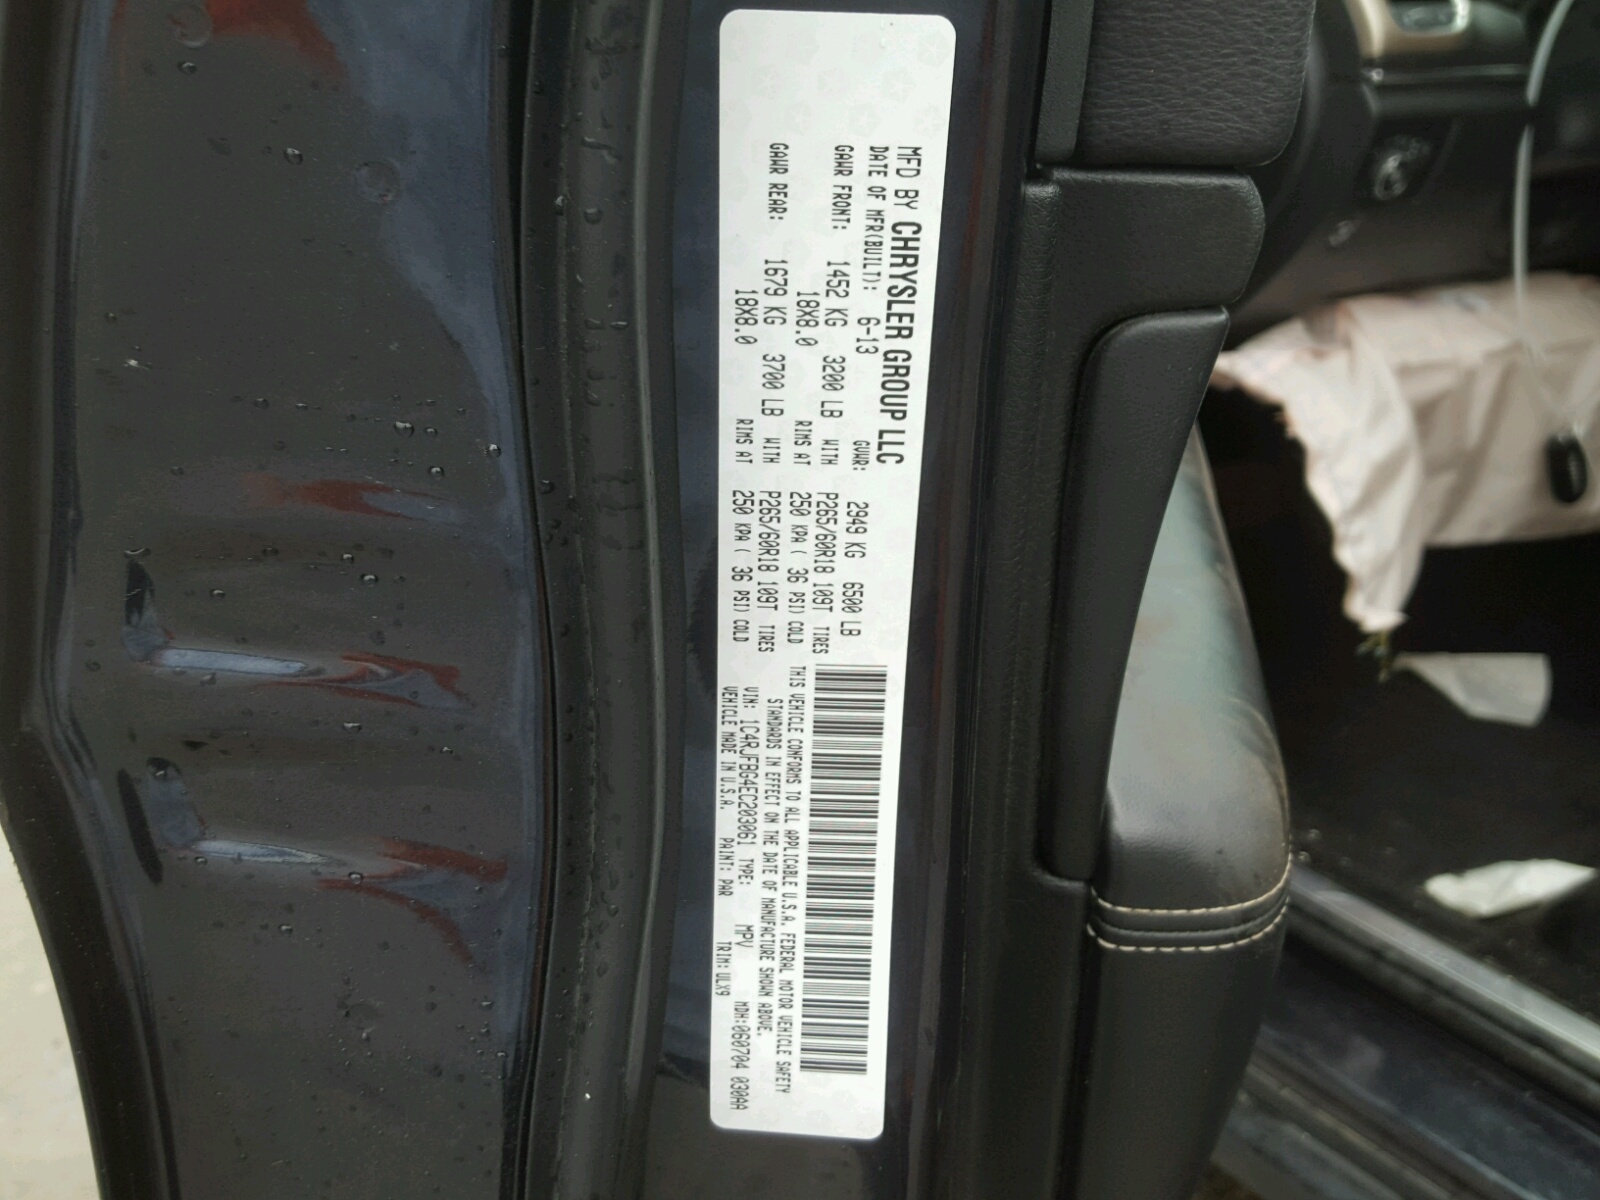 MFD BY CHRYSLER GROUP LLC
DATE OF MFR(BUILT): 6-13 GVWR: 2949 KG 6500 LB
GAWR FRONT: 1452 KG 3200 LB WITH P265/60R18 109T TIRES
18X8.0 RIMS AT 250 KPA ( 36 PSI) COLD
GAWR REAR: 1679 KG 3700 LB WITH P265/60R18 109T TIRES
18X8.0 RIMS AT 250 KPA ( 36 PSI) COLD
THIS VEHICLE CONFORMS TO ALL APPLICABLE U.S.A. FEDERAL MOTOR VEHICLE SAFETY
STANDARDS IN EFFECT ON THE DATE OF MANUFACTURE SHOWN ABOVE.
VIN: 1C4RJFBG4EC203061 TYPE: MPV MDH:060704 030AA
VEHICLE MADE IN U.S.A. PAINT: PAR TRIM: ULX9